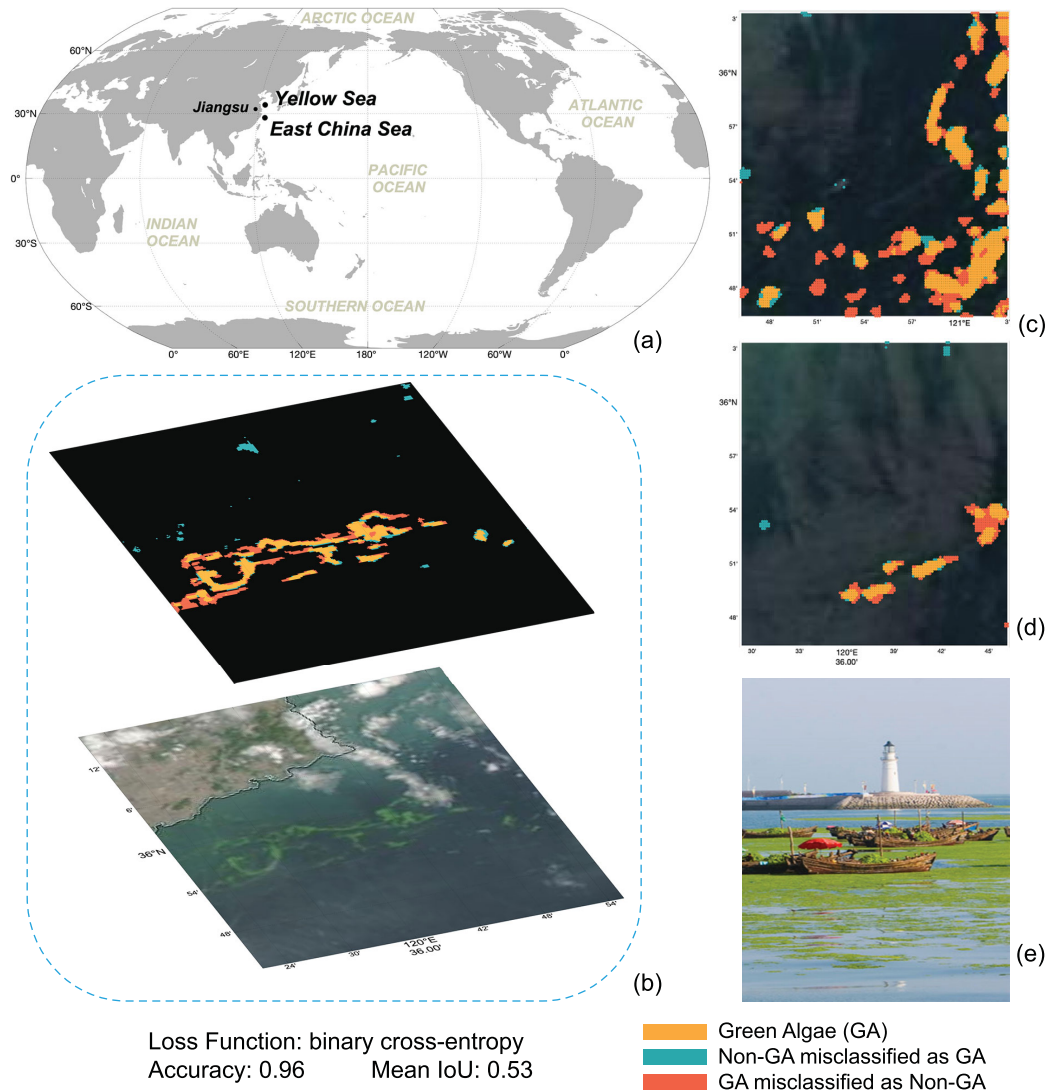 ARCTIC OCEAN
60°N
Yellow Sea
Jiangsu
30°N
East China Sea
ATLANTIC
OCEAN
PACIFIC
OCEAN
0°
INDIAN
OCEAN
30°S
SOUTHERN OCEAN
60°S
0° 60°E 120°E 180° 120°W 60°W 0°
(a)
3'
36°N
57'
54'
51'
48'
48' 51' 54' 57' 121°E 3'
(c)
3'
36°N
57'
54'
51'
48'
30' 33' 120°E 39' 42' 45'
36.00'
(d)
12'
6'
36°N
54'
48'
24' 30' 120°E 42' 48' 54'
36.00'
(b)
(e)
Loss Function: binary cross-entropy
Accuracy: 0.96 Mean IoU: 0.53
Green Algae (GA)
Non-GA misclassified as GA
GA misclassified as Non-GA